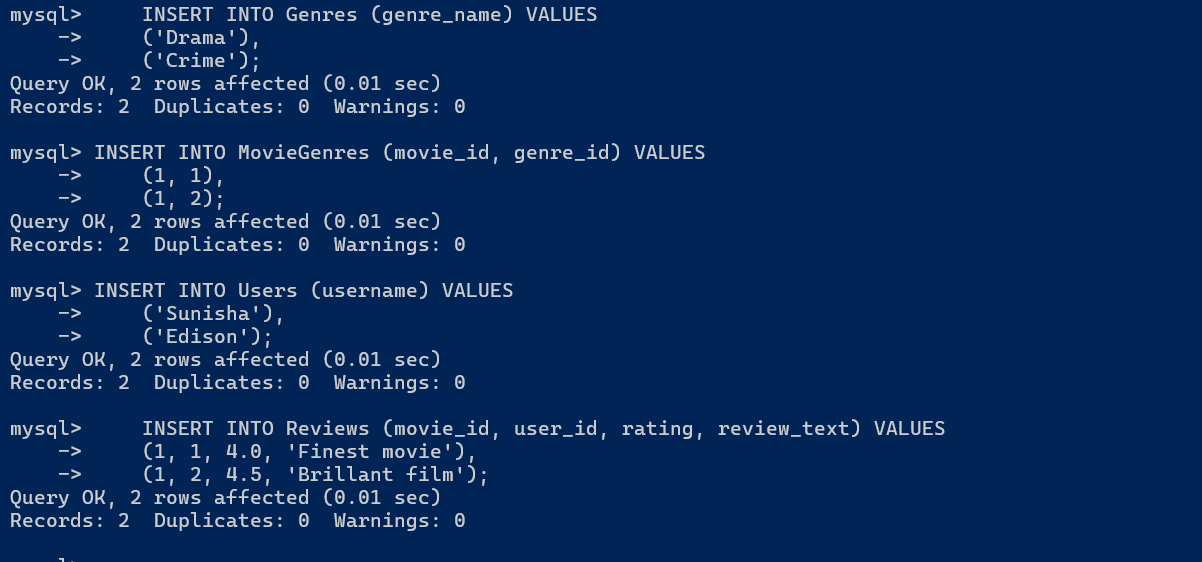 mysql>     INSERT INTO Genres (genre_name) VALUES
    ->     ('Drama'),
    ->     ('Crime');
Query OK, 2 rows affected (0.01 sec)
Records: 2  Duplicates: 0  Warnings: 0
mysql> INSERT INTO MovieGenres (movie_id, genre_id) VALUES
    ->     (1, 1),
    ->     (1, 2);
Query OK, 2 rows affected (0.01 sec)
Records: 2  Duplicates: 0  Warnings: 0
mysql> INSERT INTO Users (username) VALUES
    ->     ('Sunisha'),
    ->     ('Edison');
Query OK, 2 rows affected (0.01 sec)
Records: 2  Duplicates: 0  Warnings: 0
mysql>     INSERT INTO Reviews (movie_id, user_id, rating, review_text) VALUES
    ->     (1, 1, 4.0, 'Finest movie'),
    ->     (1, 2, 4.5, 'Brillant film');
Query OK, 2 rows affected (0.01 sec)
Records: 2  Duplicates: 0  Warnings: 0